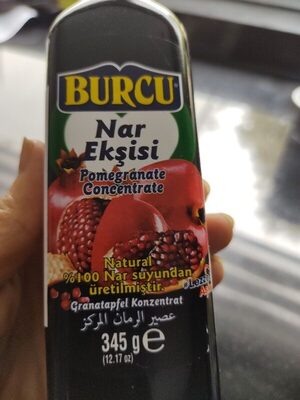 BURCU
Nar
Ekşisi
Pomegranate
Concentrate
Natural
%100 Nar suyundan
üretilmiştir.
Granatapfel Konzentrat
عصير الرمان المركز
345 g e
(12.17 oz)